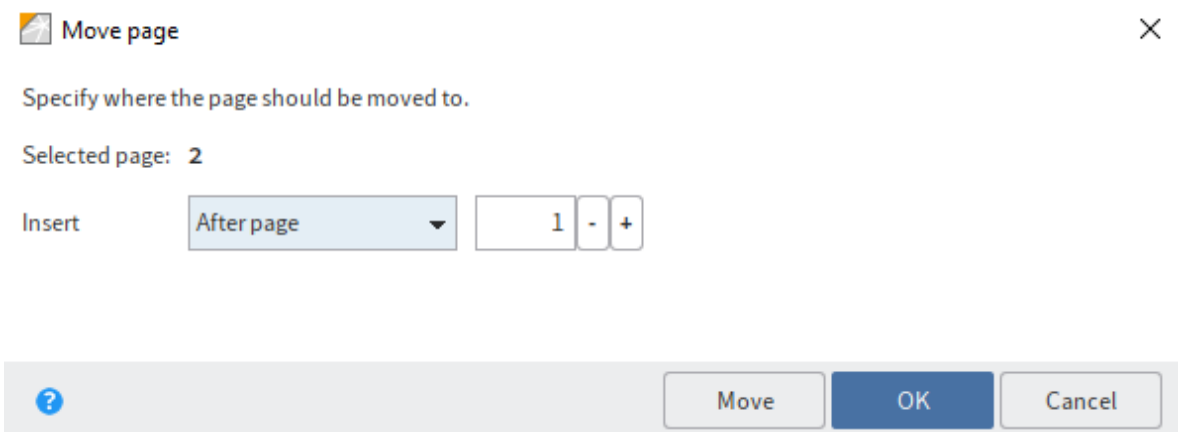 Move page
Specify where the page should be moved to.
Selected page: 2
Insert After page 1 - +
? Move OK Cancel